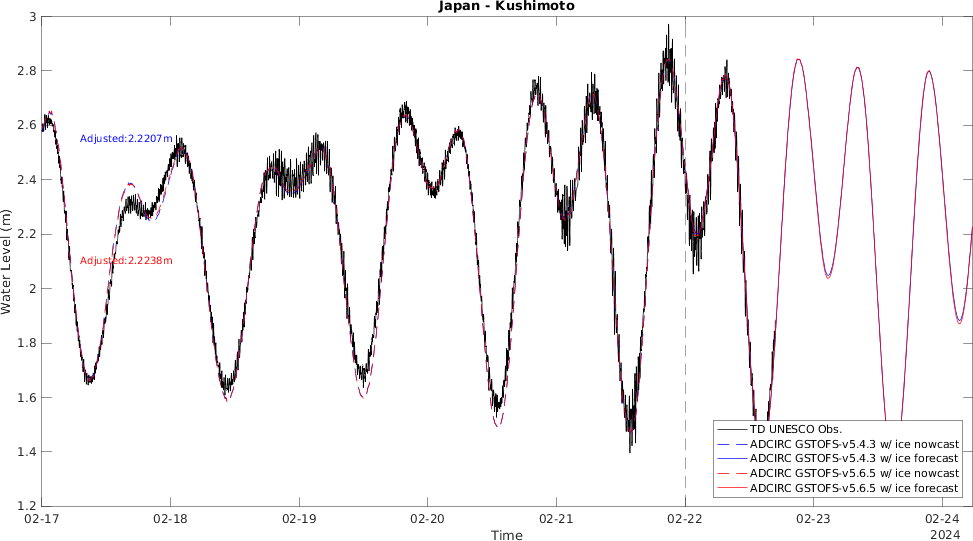 Japan - Kushimoto
3
2.8
2.6
2.4
2.2
2
1.8
1.6
1.4
1.2
Water Level (m)
Adjusted:2.2207m
Adjusted:2.2238m
TD UNESCO Obs.
ADCIRC GSTOFS-v5.4.3 w/ ice nowcast
ADCIRC GSTOFS-v5.4.3 w/ ice forecast
ADCIRC GSTOFS-v5.6.5 w/ ice nowcast
ADCIRC GSTOFS-v5.6.5 w/ ice forecast
02-17 02-18 02-19 02-20 02-21 02-22 02-23 02-24
Time
2024